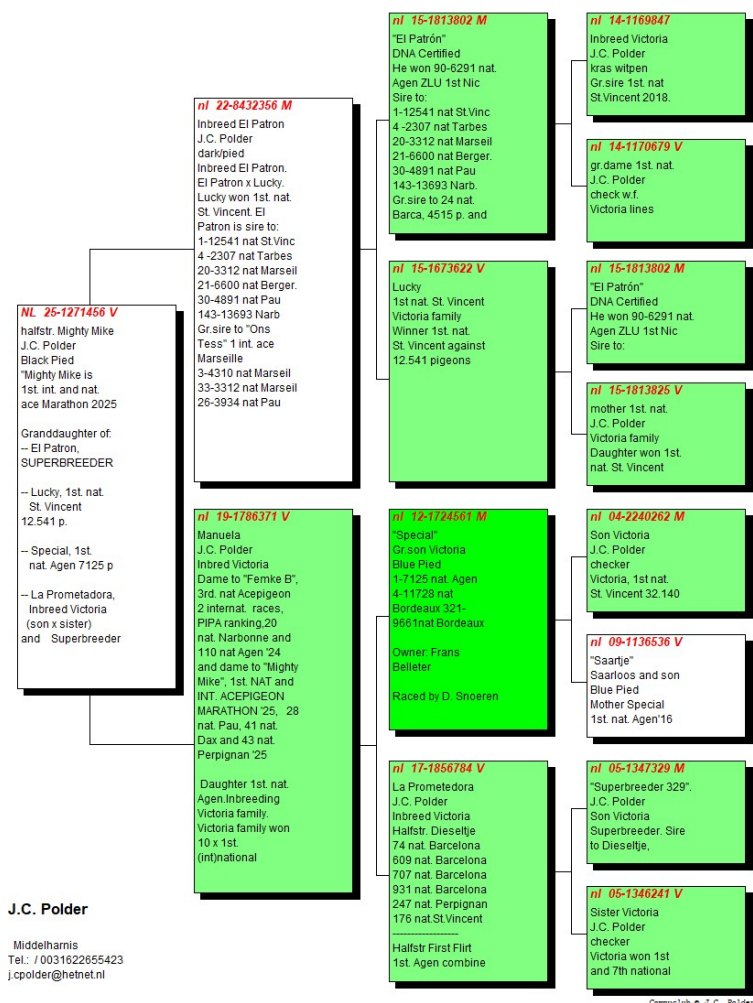 NL 25-1271456 V
halfstr. Mighty Mike
J.C. Polder
Black Pied
"Mighty Mike is
1st. int. and nat.
ace Marathon 2025
Granddaughter of:
-- El Patron,
SUPERBREEDER
-- Lucky, 1st. nat.
St. Vincent
12.541 p.
-- Special, 1st.
nat. Agen 7125 p
-- La Prometadora,
Inbreed Victoria
(son x sister)
and Superbreeder
nl 22-8432356 M
Inbreed El Patron
J.C. Polder
dark/pied
Inbreed El Patron.
El Patron x Lucky.
Lucky won 1st. nat.
St. Vincent. El
Patron is sire to:
1-12541 nat St.Vinc
4 -2307 nat Tarbes
20-3312 nat Marseil
21-6600 nat Berger.
30-4891 nat Pau
143-13693 Narb
Gr.sire to "Ons
Tess" 1 int. ace
Marseille
3-4310 nat Marseil
33-3312 nat Marseil
26-3934 nat Pau
nl 19-1786371 V
Manuela
J.C. Polder
Inbred Victoria
Dame to "Femke B",
3rd. nat Acepigeon
2 internat. races,
PIPA ranking,20
nat. Narbonne and
110 nat Agen '24
and dame to "Mighty
Mike", 1st. NAT and
INT. ACEPIGEON
MARATHON '25, 28
nat. Pau, 41 nat.
Dax and 43 nat.
Perpignan '25
Daughter 1st. nat.
Agen.Inbreeding
Victoria family.
Victoria family won
10 x 1st.
(int)national
nl 15-1813802 M
"El Patrón"
DNA Certified
He won 90-6291 nat.
Agen ZLU 1st Nic
Sire to:
1-12541 nat St.Vinc
4 -2307 nat Tarbes
20-3312 nat Marseil
21-6600 nat Berger.
30-4891 nat Pau
143-13693 Narb.
Gr.sire to 24 nat.
Barca, 4515 p. and
nl 15-1673622 V
Lucky
1st nat. St. Vincent
Victoria family
Winner 1st. nat.
St. Vincent against
12.541 pigeons
nl 12-1724561 M
"Special"
Gr.son Victoria
Blue Pied
1-7125 nat. Agen
4-11728 nat
Bordeaux 321-
9661nat Bordeaux
Owner: Frans
Belleter
Raced by D. Snoeren
nl 17-1856784 V
La Prometedora
J.C. Polder
Inbreed Victoria
Halfstr. Dieseltje
74 nat. Barcelona
609 nat. Barcelona
707 nat. Barcelona
931 nat. Barcelona
247 nat. Perpignan
176 nat.St.Vincent
------------------
Halfstr First Flirt
1st. Agen combine
nl 14-1169847
Inbreed Victoria
J.C. Polder
kras witpen
Gr.sire 1st. nat
St.Vincent 2018.
nl 14-1170679 V
gr.dame 1st. nat.
J.C. Polder
check w.f.
Victoria lines
nl 15-1813802 M
"El Patrón"
DNA Certified
He won 90-6291 nat.
Agen ZLU 1st Nic
Sire to:
nl 15-1813825 V
mother 1st. nat.
J.C. Polder
Victoria family
Daughter won 1st.
nat. St. Vincent
nl 04-2240262 M
Son Victoria
J.C. Polder
checker
Victoria, 1st nat.
St. Vincent 32.140
nl 09-1136536 V
"Saartje"
Saarloos and son
Blue Pied
Mother Special
1st. nat. Agen'16
nl 05-1347329 M
"Superbreeder 329".
J.C. Polder
Son Victoria
Superbreeder. Sire
to Dieseltje,
nl 05-1346241 V
Sister Victoria
J.C. Polder
checker
Victoria won 1st
and 7th national
J.C. Polder
Middelharnis
Tel.: / 0031622655423
j.cpolder@hetnet.nl
Compuclub © J.C. Polder